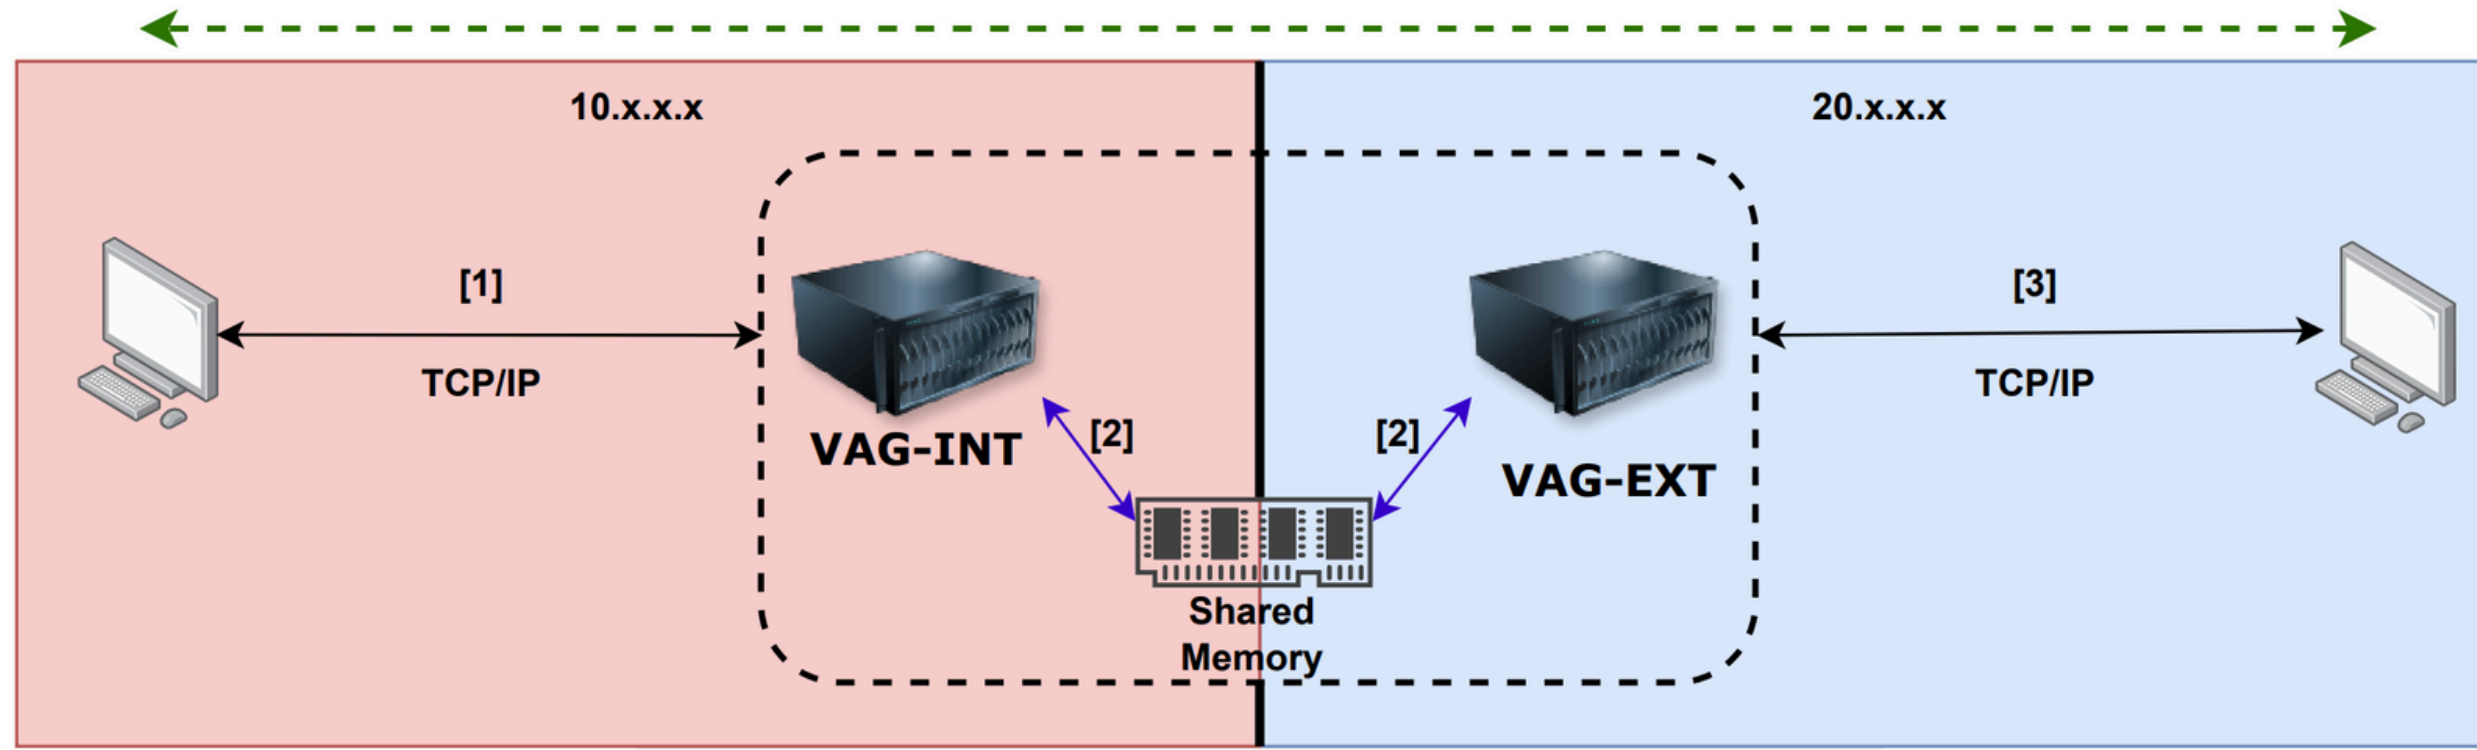 10.x.x.x
20.x.x.x
[1]
[3]
TCP/IP
TCP/IP
[2]
[2]
VAG-INT
VAG-EXT
Shared
Memory